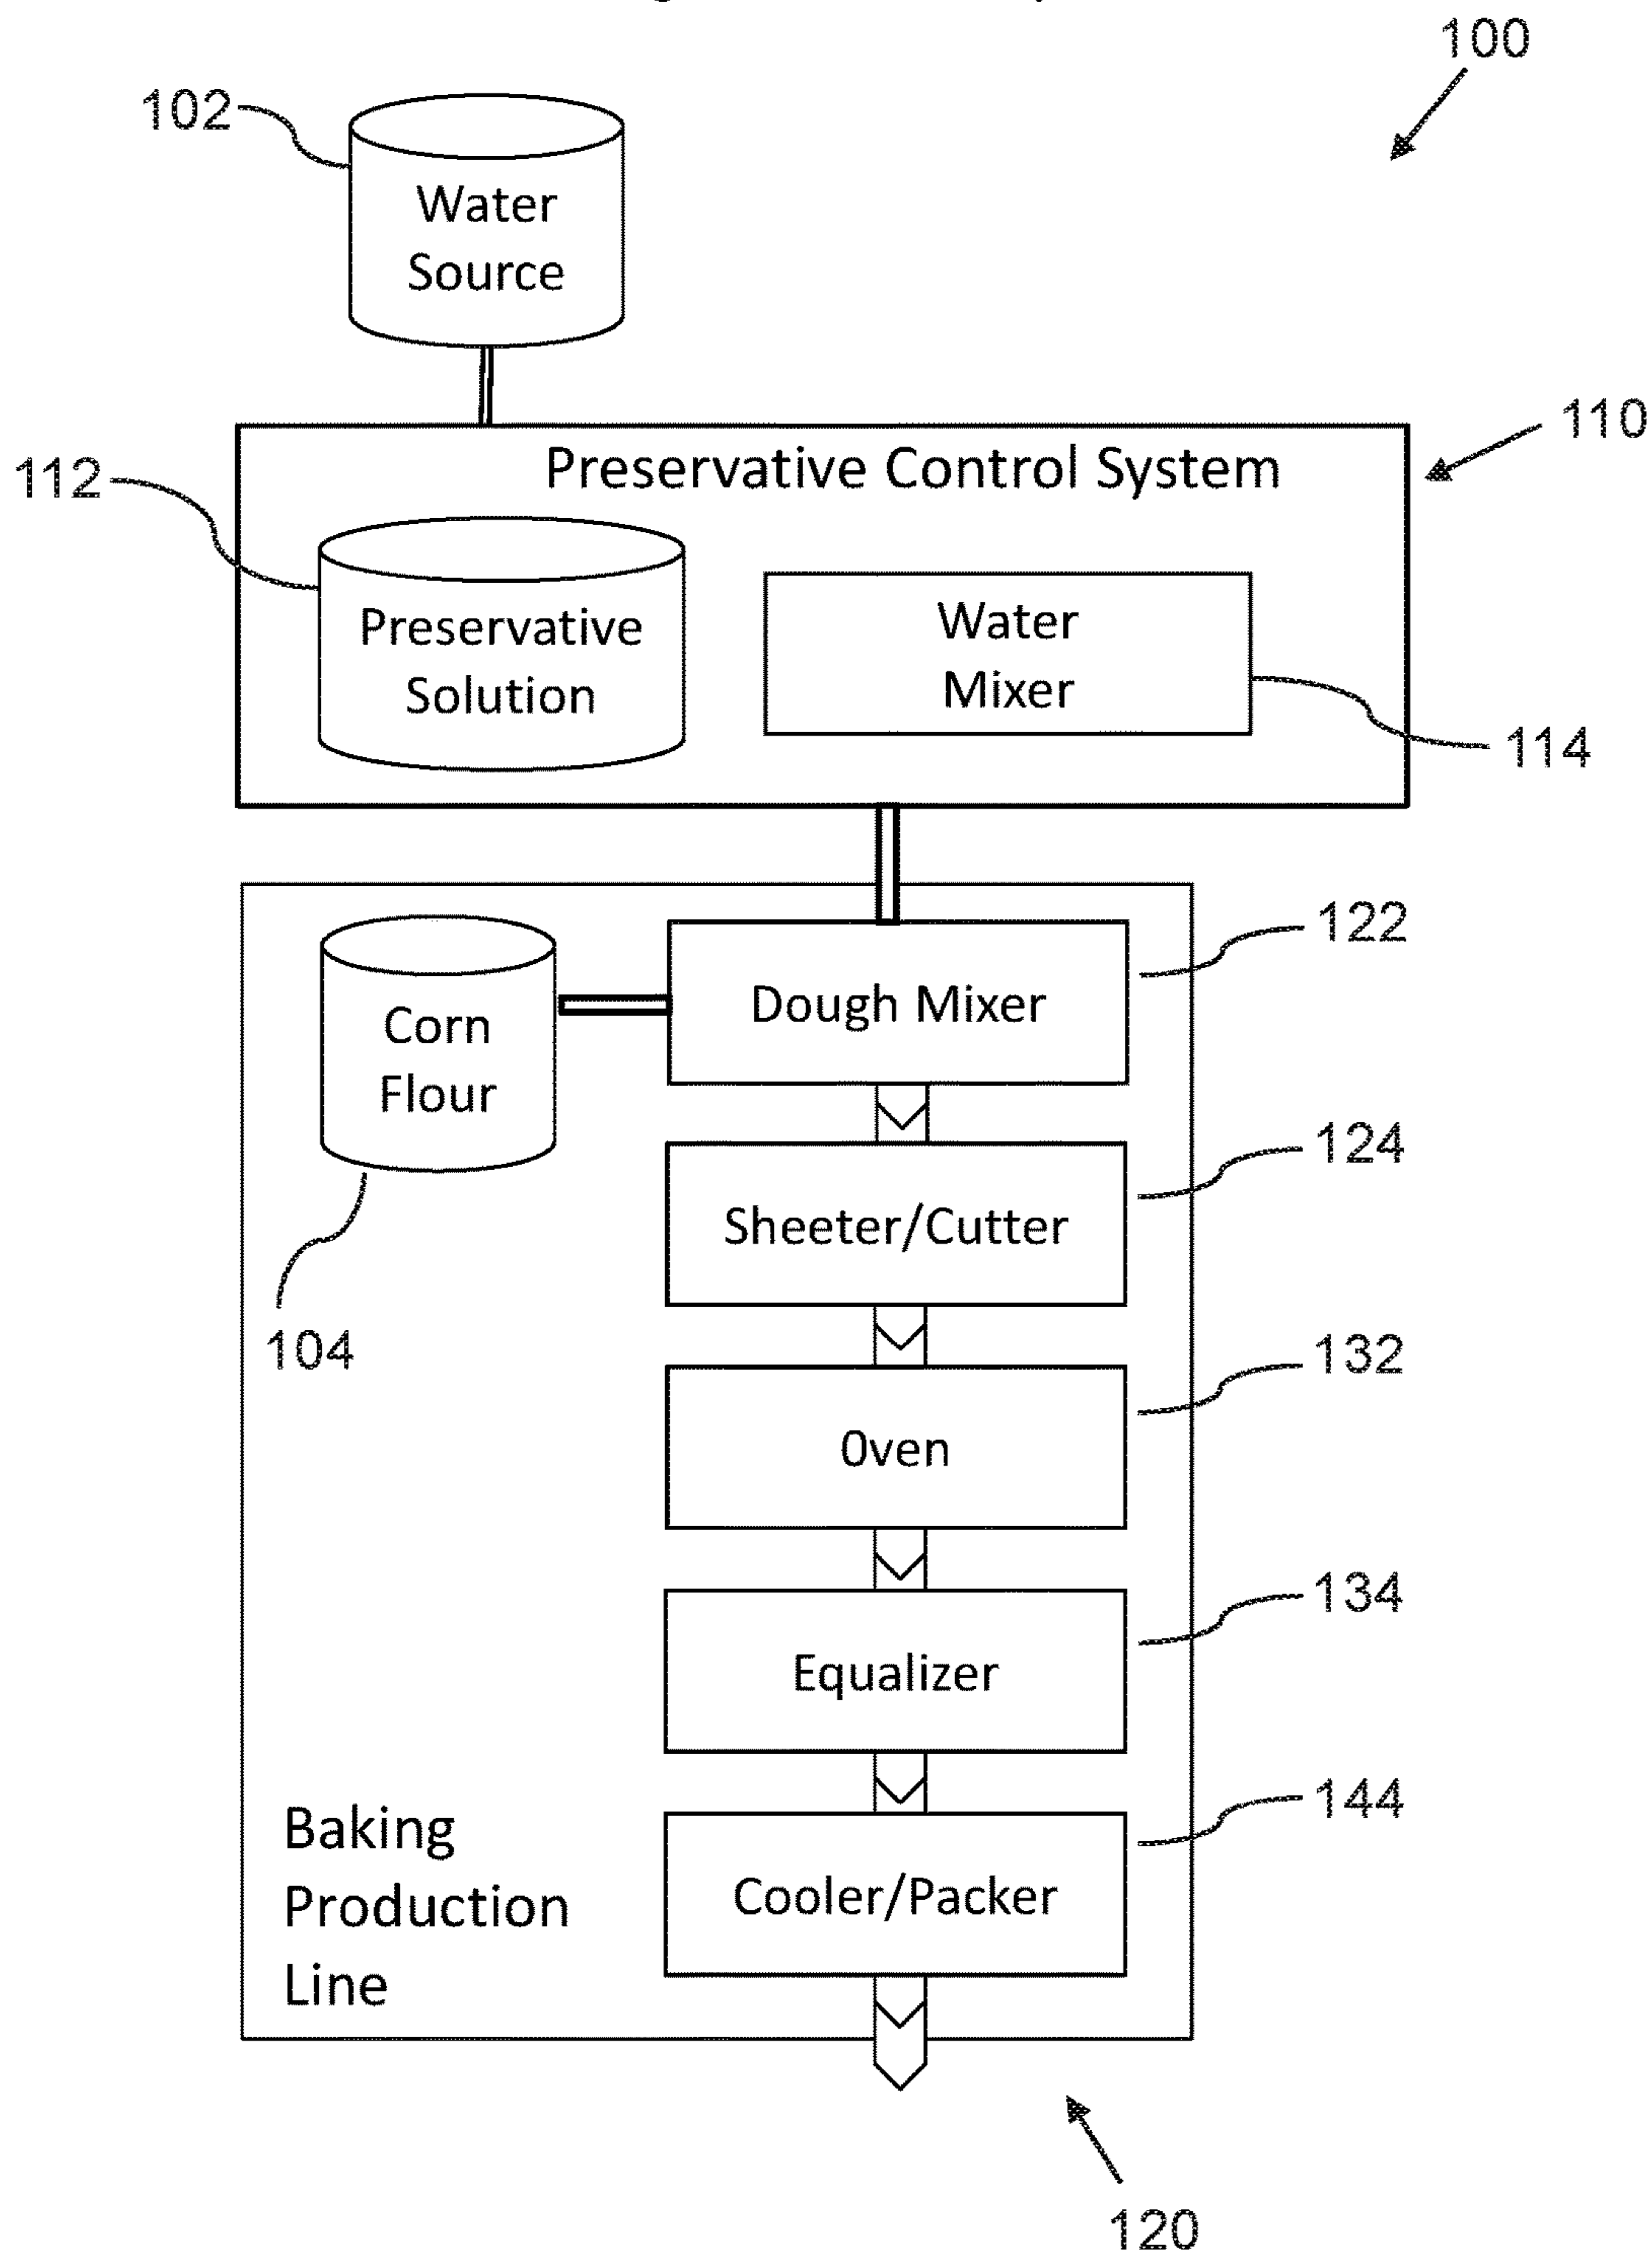 100
102
Water
Source
110
Preservative Control System
112
Preservative
Solution
Water
Mixer
114
122
Dough Mixer
Corn
Flour
124
Sheeter/Cutter
104
132
0ven
134
Equalizer
144
Baking
Production
Line
Cooler/Packer
120